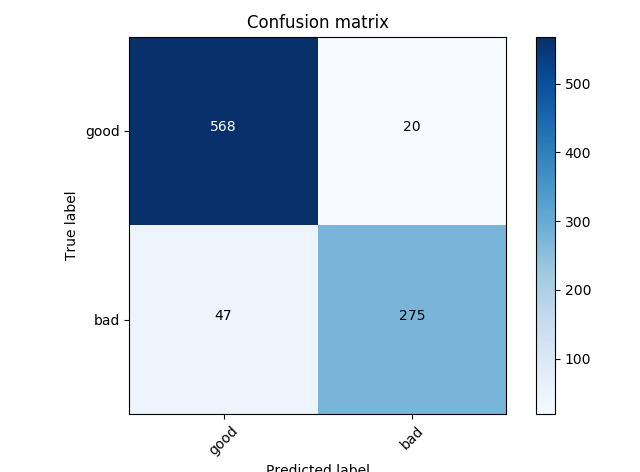 Confusion matrix
good 568 20
bad 47 275
True label
good bad
Predicted label
500
400
300
200
100